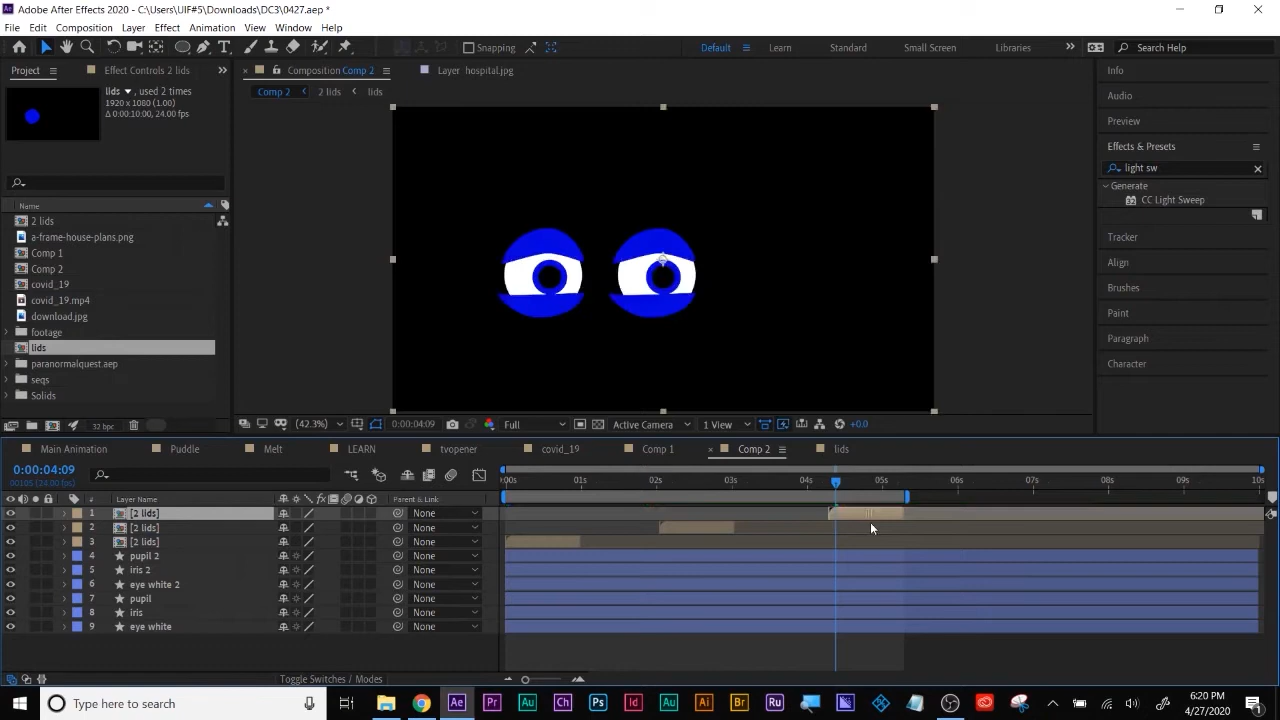 Adobe After Effects 2020 - C:\Users\UIF#5\Downloads\DC3\0427.aep *
File Edit Composition Layer Effect Animation View Window Help
Snapping Default Learn Standard Small Screen Libraries Search Help
Project Effect Controls 2 lids Composition Comp 2 Layer hospital.jpg
Comp 2 2 lids lids
lids , used 2 times
1920 x 1080 (1.00)
Δ 0:00:10:00, 24.00 fps
Name
2 lids
a-frame-house-plans.png
Comp 1
Comp 2
covid_19
covid_19.mp4
download.jpg
footage
lids
paranormalquest.aep
seqs
Solids
32 bpc
(42.3%) 0:00:04:09 Full Active Camera 1 View +0.0
Info
Audio
Preview
Effects & Presets
light sw
Generate
CC Light Sweep
Tracker
Align
Brushes
Paint
Paragraph
Character
Main Animation Puddle Melt LEARN tvopener covid_19 Comp 1 Comp 2 lids
0:00:04:09
00105 (24.00 fps)
:00s 01s 02s 03s 04s 05s 06s 07s 08s 09s 10s
# Layer Name Parent & Link
1 [2 lids] None
2 [2 lids] None
3 [2 lids] None
4 pupil 2 None
5 iris 2 None
6 eye white 2 None
7 pupil None
8 iris None
9 eye white None
Toggle Switches / Modes
Type here to search
Ae Pr Au Ch Ps Id Au Ai Br Ru
6:20 PM
4/27/2020